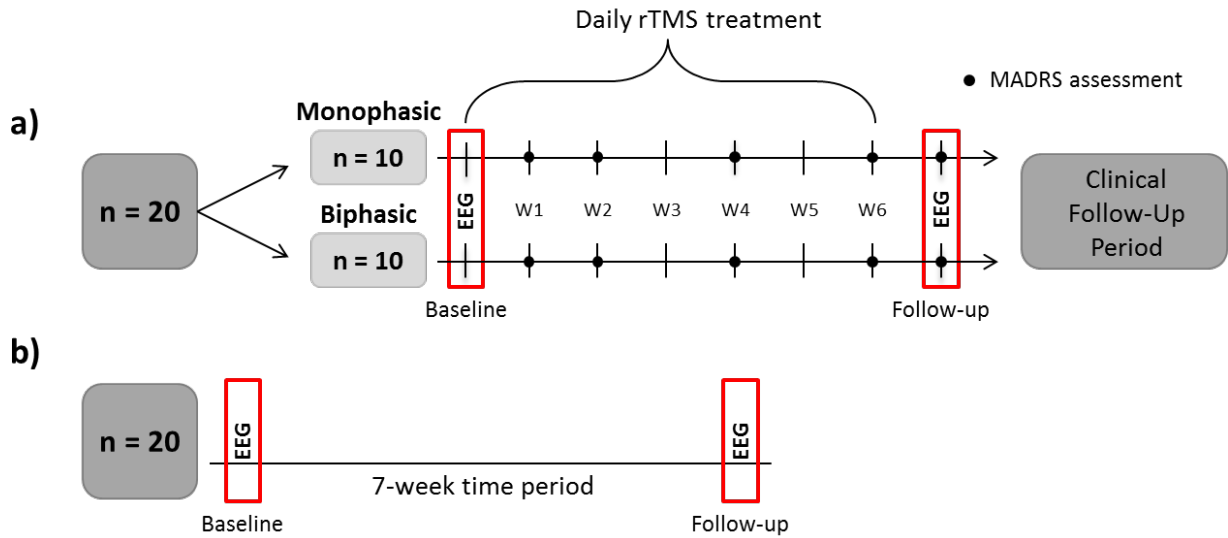 Daily rTMS treatment
MADRS assessment
a)
Monophasic
n = 10
n = 20
EEG
W1 W2 W3 W4 W5 W6
EEG
Biphasic
n = 10
Baseline
Follow-up
Clinical
Follow-Up
Period
b)
n = 20
EEG
EEG
7-week time period
Baseline
Follow-up